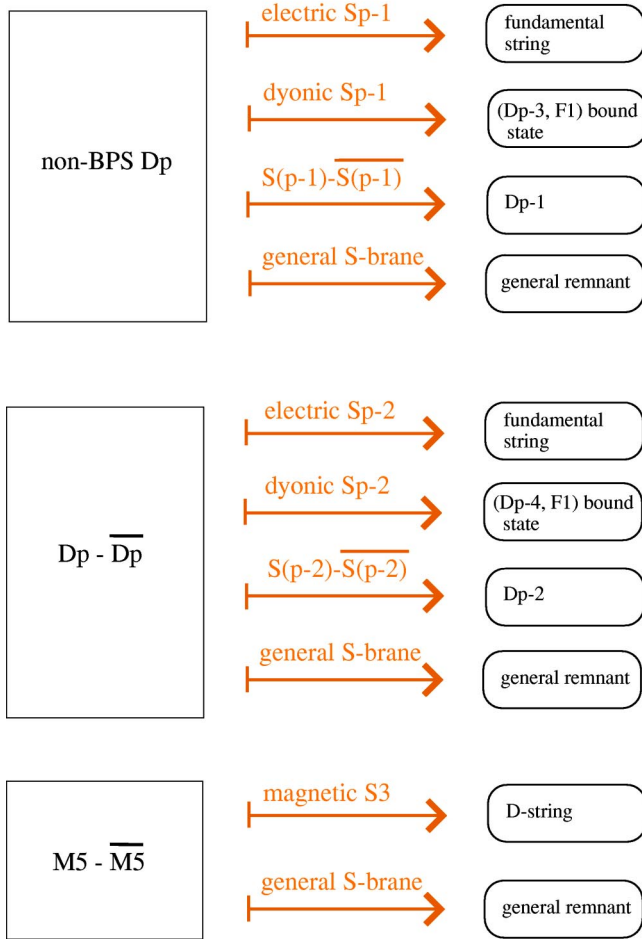 electric Sp-1
fundamental
string
dyonic Sp-1
(Dp-3, F1) bound
state
non-BPS Dp
S(p-1)-S̅(̅p̅-̅1̅)̅
Dp-1
general S-brane
general remnant
electric Sp-2
fundamental
string
dyonic Sp-2
(Dp-4, F1) bound
state
Dp - D̅p̅
S(p-2)-S̅(̅p̅-̅2̅)̅
Dp-2
general S-brane
general remnant
magnetic S3
D-string
M5 - M̅5̅
general S-brane
general remnant